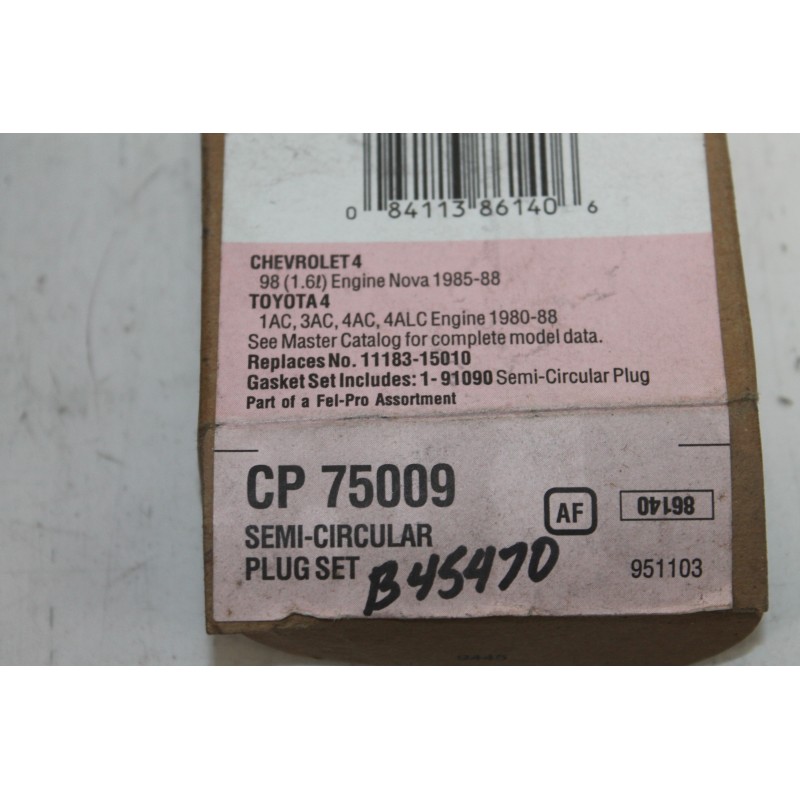 0 84113 86140 6
CHEVROLET 4
98 (1.6ℓ) Engine Nova 1985-88
TOYOTA 4
1AC, 3AC, 4AC, 4ALC Engine 1980-88
See Master Catalog for complete model data.
Replaces No. 11183-15010
Gasket Set Includes: 1-91090 Semi-Circular Plug
Part of a Fel-Pro Assortment
CP 75009
AF
86140
SEMI-CIRCULAR
PLUG SET
B45470
951103